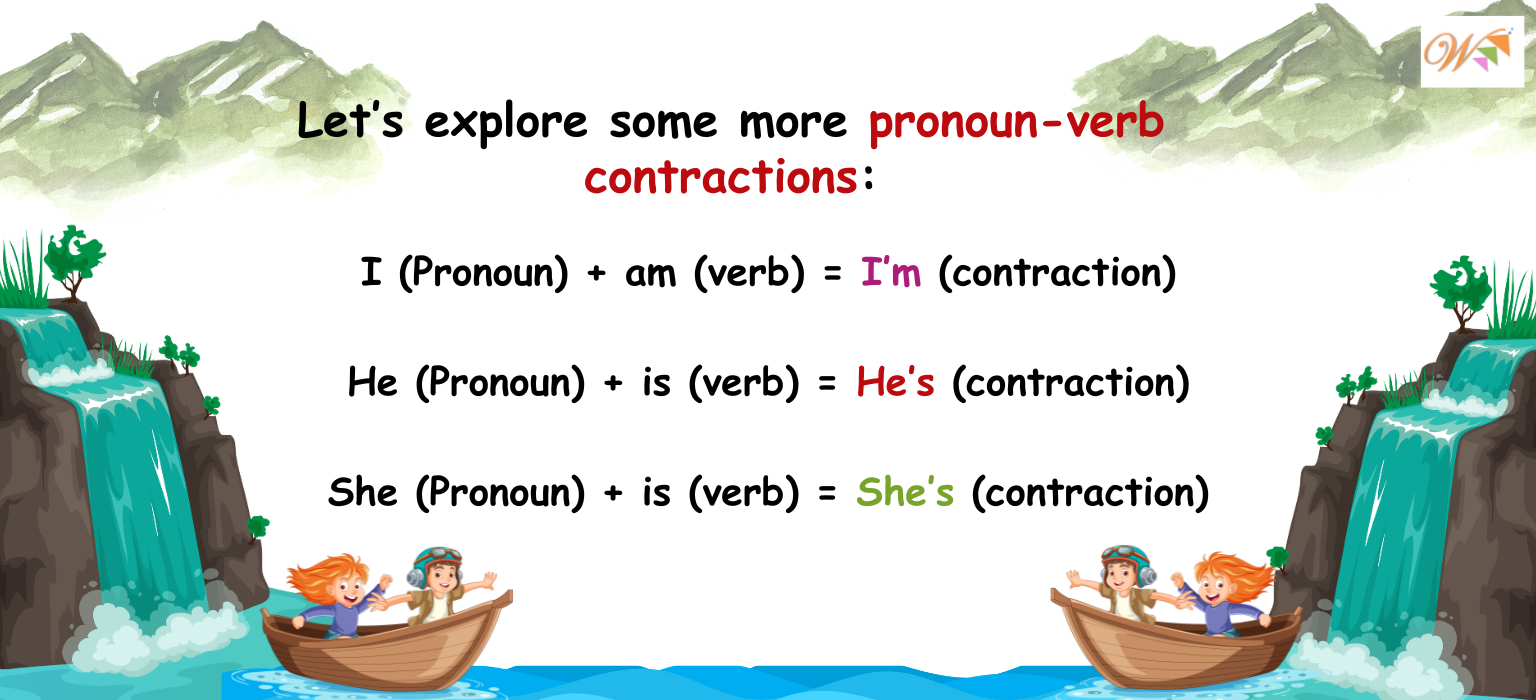 Let's explore some more pronoun-verb
contractions:
I (Pronoun) + am (verb) = I'm (contraction)
He (Pronoun) + is (verb) = He's (contraction)
She (Pronoun) + is (verb) = She's (contraction)
W